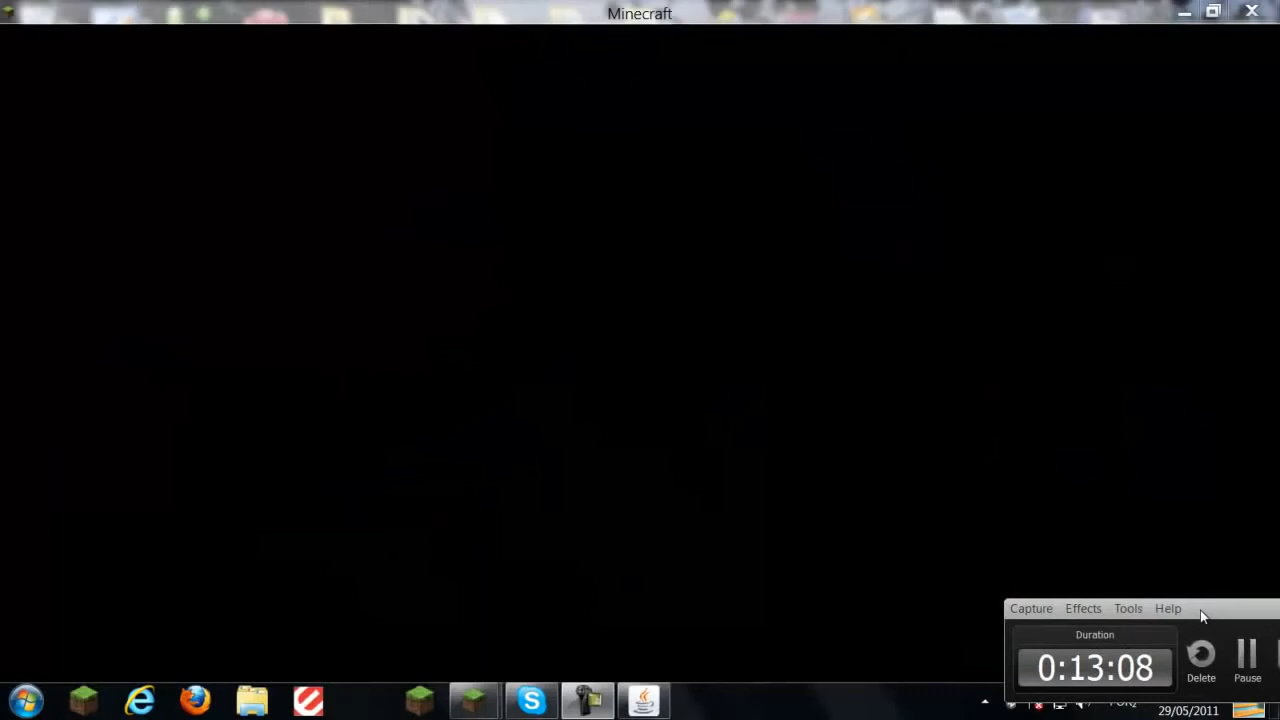 Minecraft
Capture Effects Tools Help
Duration
0:13:08
Delete Pause
29/05/2011